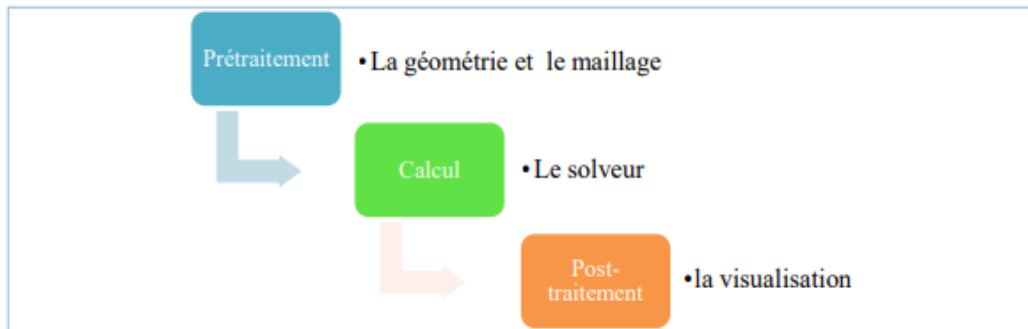 Prétraitement
•La géométrie et le maillage
Calcul
•Le solveur
Post-
traitement
•la visualisation